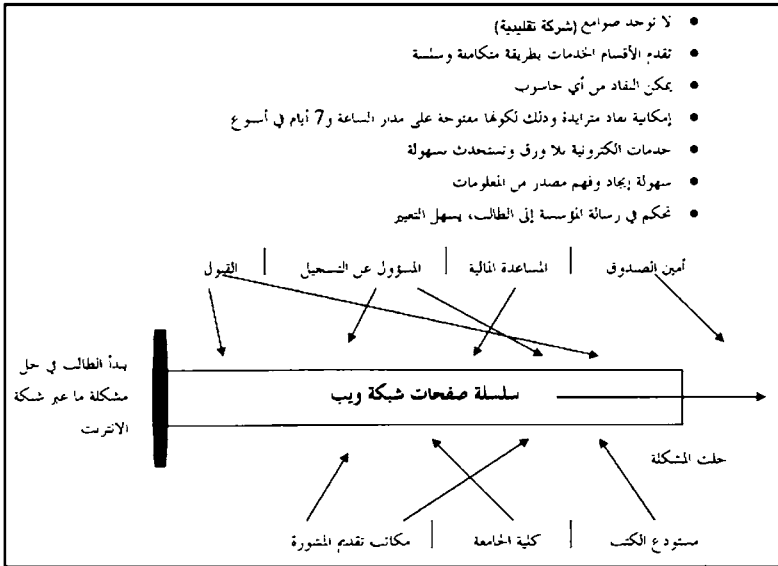 • لا توجد صوامع (شركة تقليدية)
• تقدم الأقسام الخدمات بطريقة متكاملة وسلسة
• يمكن النفاد من أي حاسوب
• إمكانية نفاد متزايدة وذلك لكونها مفتوحة على مدار الساعة و7 أيام في أسبوع
• خدمات الكترونية بلا ورق وتستحدث بسهولة
• سهولة إيجاد وفهم مصدر من المعلومات
• تحكم في رسالة المؤسسة إلى الطالب، يسهل التغيير
القبول | المسؤول عن التسجيل | المساعدة المالية | أمين الصدوق
يبدأ الطالب في حل
مشكلة ما عبر شبكة
الانترنت
سلسلة صفحات شبكة ويب
حلت المشكلة
مكاتب تقديم المشورة | كلية الجامعة | مستودع الكتب